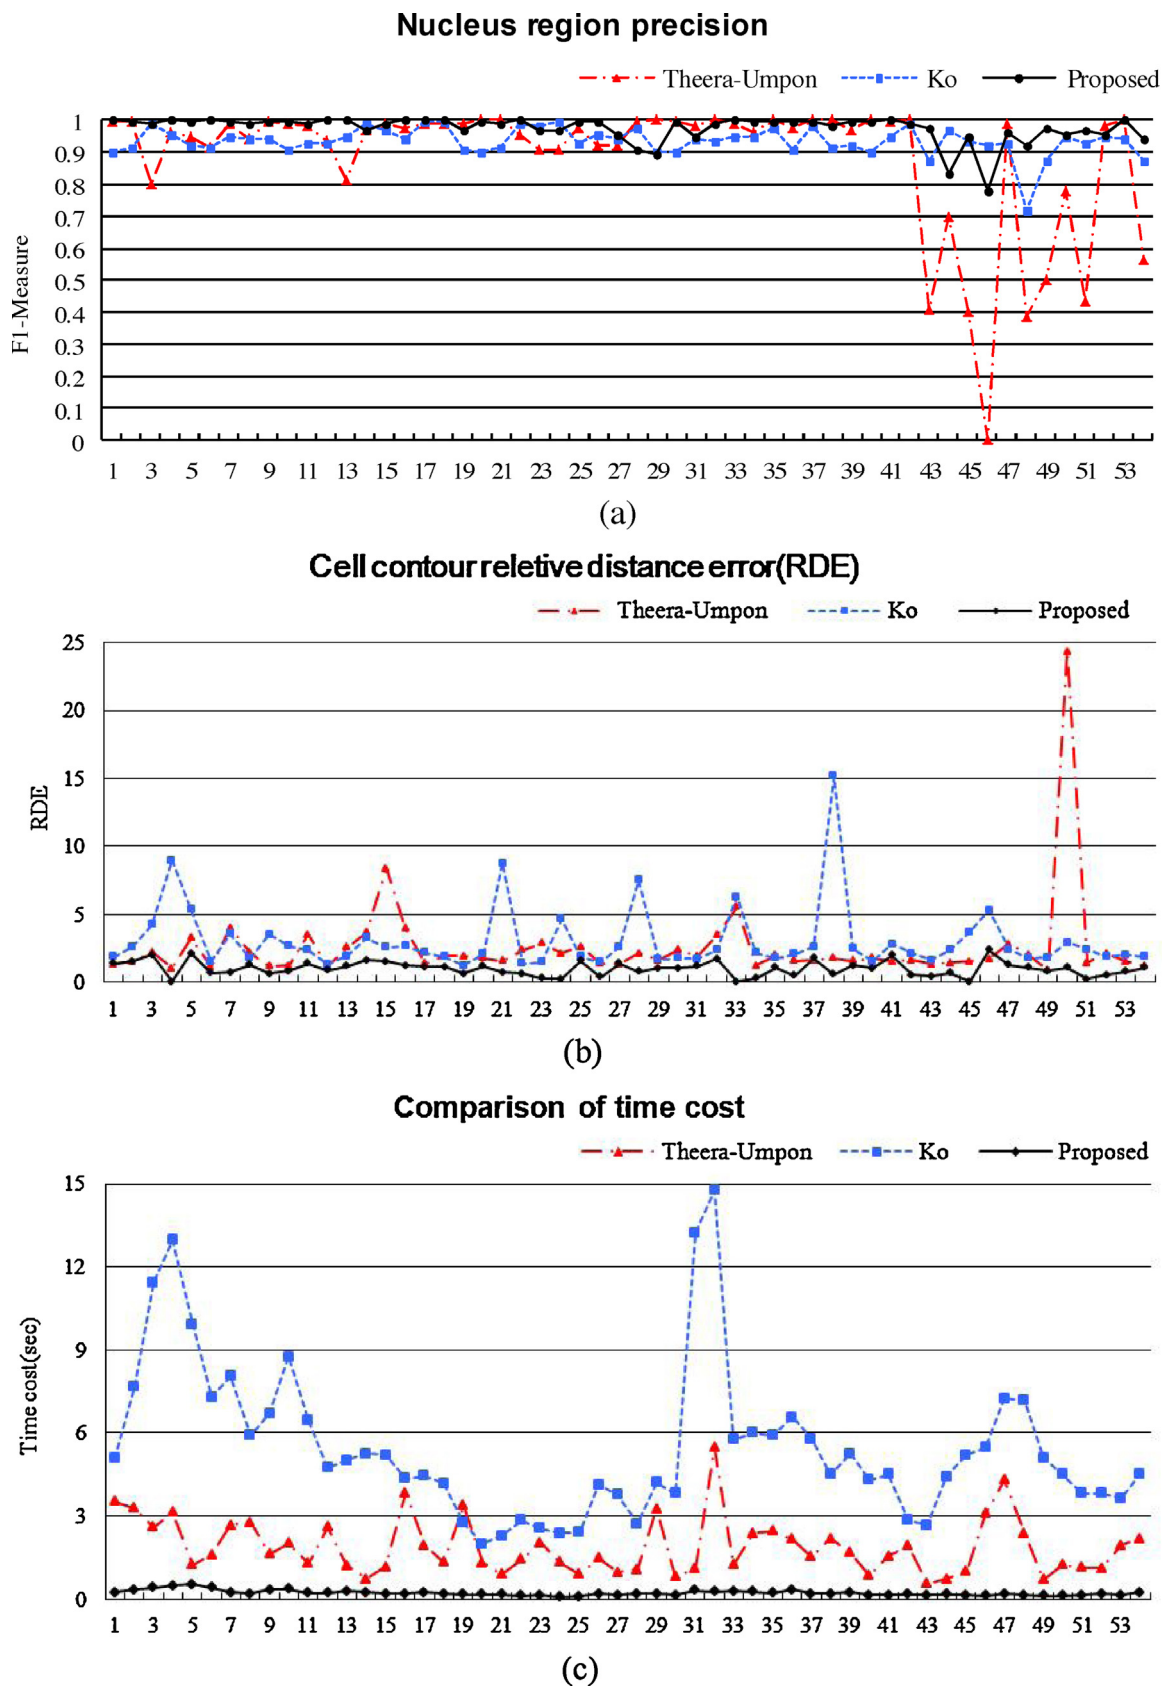 Nucleus region precision
Theera-Umpon Ko Proposed
1
0.9
0.8
0.7
0.6
0.5
0.4
0.3
0.2
0.1
0
F1-Measure
1 3 5 7 9 11 13 15 17 19 21 23 25 27 29 31 33 35 37 39 41 43 45 47 49 51 53
(a)
Cell contour reletive distance error(RDE)
Theera-Umpon Ko Proposed
25
20
15
10
5
0
RDE
1 3 5 7 9 11 13 15 17 19 21 23 25 27 29 31 33 35 37 39 41 43 45 47 49 51 53
(b)
Comparison of time cost
Theera-Umpon Ko Proposed
15
12
9
6
3
0
Time cost(sec)
1 3 5 7 9 11 13 15 17 19 21 23 25 27 29 31 33 35 37 39 41 43 45 47 49 51 53
(c)